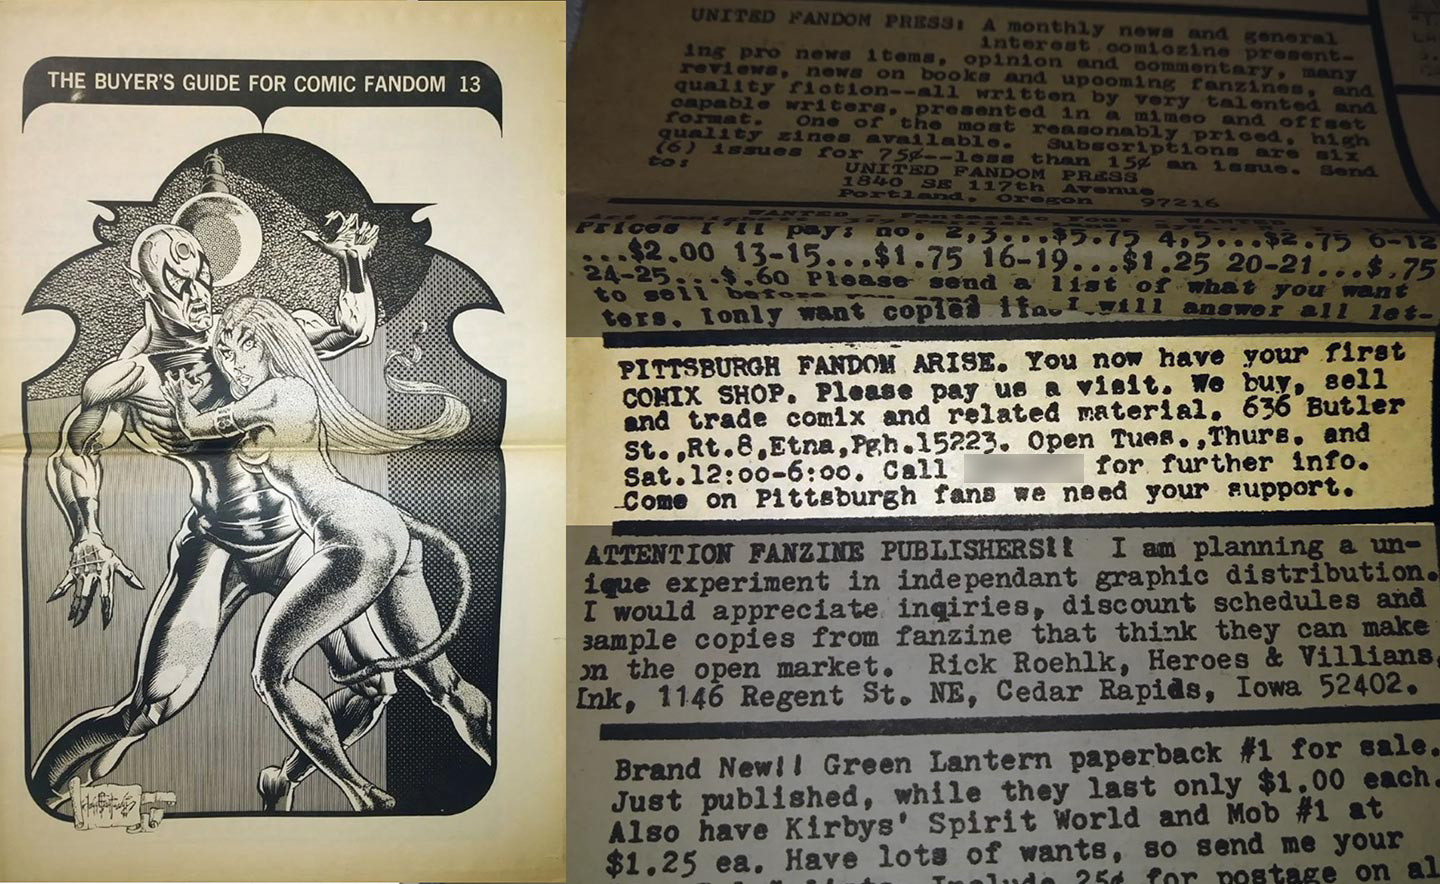 THE BUYER'S GUIDE FOR COMIC FANDOM 13
UNITED FANDOM PRESS: A monthly news and general
interest comiczine present-
ing pro news items, opinion and commentary, many
reviews, news on books and upcoming fanzines, and
quality fiction--all written by very talented and
capable writers, presented in a mimeo and offset
format. One of the most reasonably priced, high
quality zines available. Subscriptions are six
(6) issues for 75¢--less than 15¢ an issue. Send
to:
UNITED FANDOM PRESS
1840 SE 117th Avenue
Portland, Oregon 97216
WANTED - Fantastic Four - WANTED
Prices I'll pay; no. 2,3...$5.75 4,5...$2.75 6-12
...$2.00 13-15...$1.75 16-19...$1.25 20-21...$.75
24-25...$.60 Please send a list of what you want
to sell before you
ters. Ionly want copies I will answer all let-
PITTSBURGH FANDOM ARISE. You now have your first
COMIX SHOP. Please pay us a visit. We buy, sell
and trade comix and related material. 636 Butler
St.,Rt.8,Etna,Pgh.15223. Open Tues.,Thurs. and
Sat.12:00-6:00. Call for further info.
Come on Pittsburgh fans we need your support.
ATTENTION FANZINE PUBLISHERS!! I am planning a un-
ique experiment in independant graphic distribution.
I would appreciate inqiries, discount schedules and
sample copies from fanzine that think they can make
on the open market. Rick Roehlk, Heroes & Villians,
Ink, 1146 Regent St. NE, Cedar Rapids, Iowa 52402.
Brand New!! Green Lantern paperback #1 for sale.
Just published, while they last only $1.00 each.
Also have Kirbys' Spirit World and Mob #1 at
$1.25 ea. Have lots of wants, so send me your
Include 25¢ for postage on al